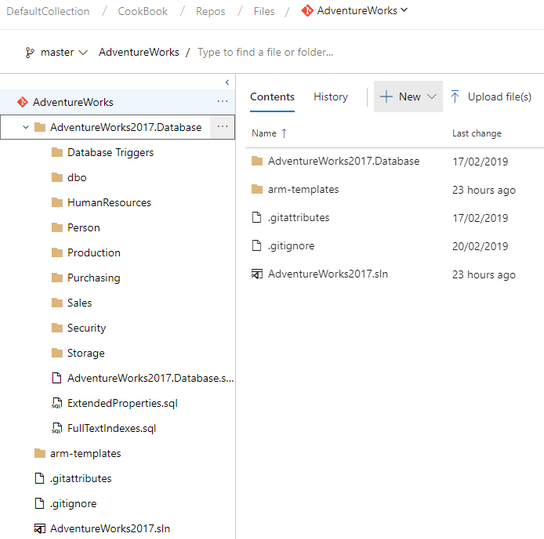 DefaultCollection / CookBook / Repos / Files / AdventureWorks
master AdventureWorks / Type to find a file or folder...
AdventureWorks
AdventureWorks2017.Database
Database Triggers
dbo
HumanResources
Person
Production
Purchasing
Sales
Security
Storage
AdventureWorks2017.Database.s...
ExtendedProperties.sql
FullTextIndexes.sql
arm-templates
.gitattributes
.gitignore
AdventureWorks2017.sln
Contents History New Upload file(s)
Name Last change
AdventureWorks2017.Database 17/02/2019
arm-templates 23 hours ago
.gitattributes 17/02/2019
.gitignore 20/02/2019
AdventureWorks2017.sln 23 hours ago